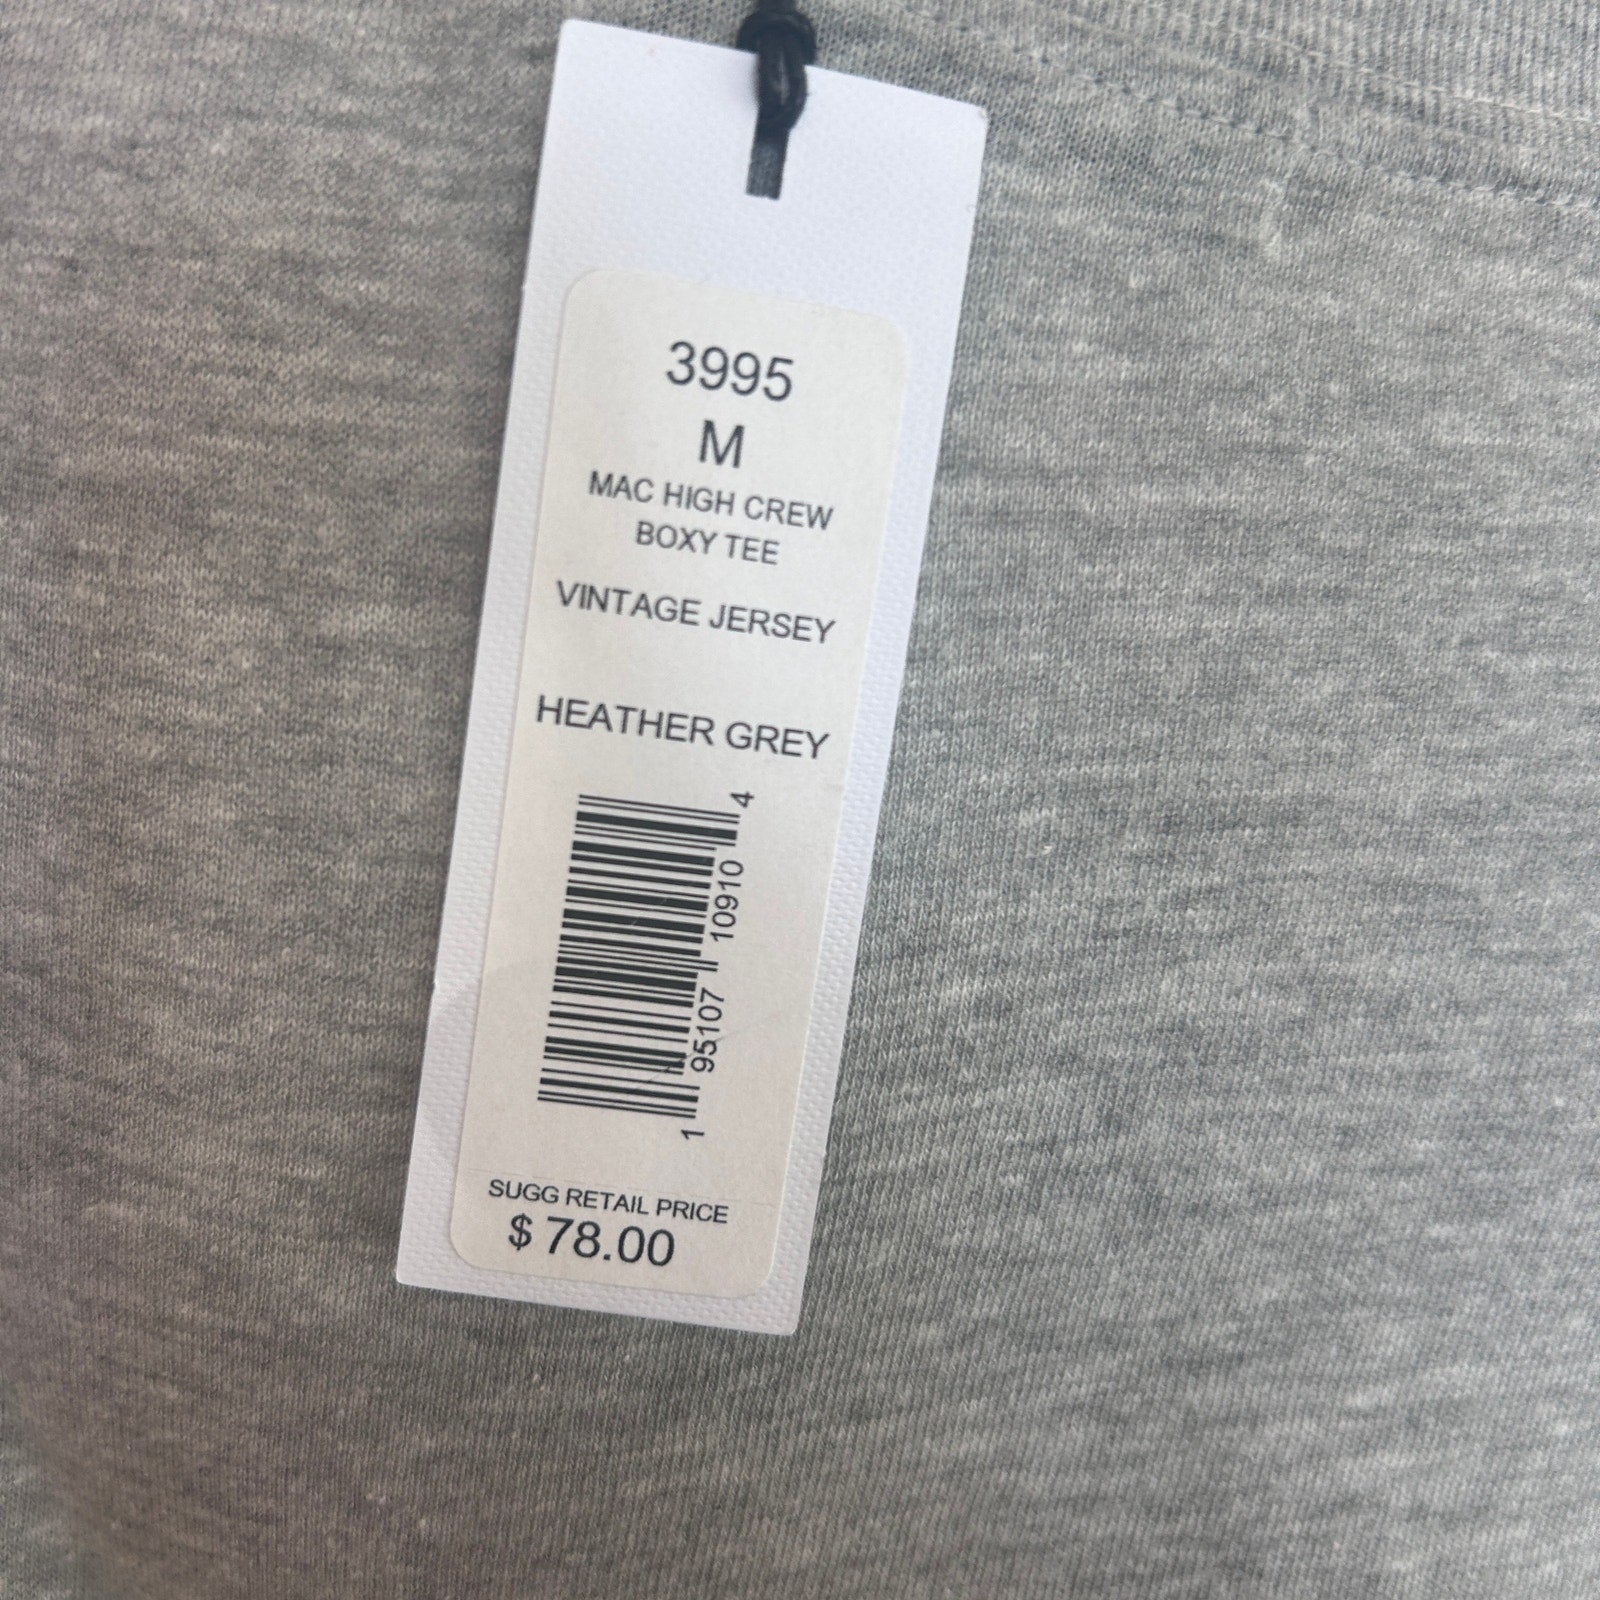 3995
M
MAC HIGH CREW
BOXY TEE
VINTAGE JERSEY
HEATHER GREY
1 95107 10910 4
SUGG RETAIL PRICE
$ 78.00